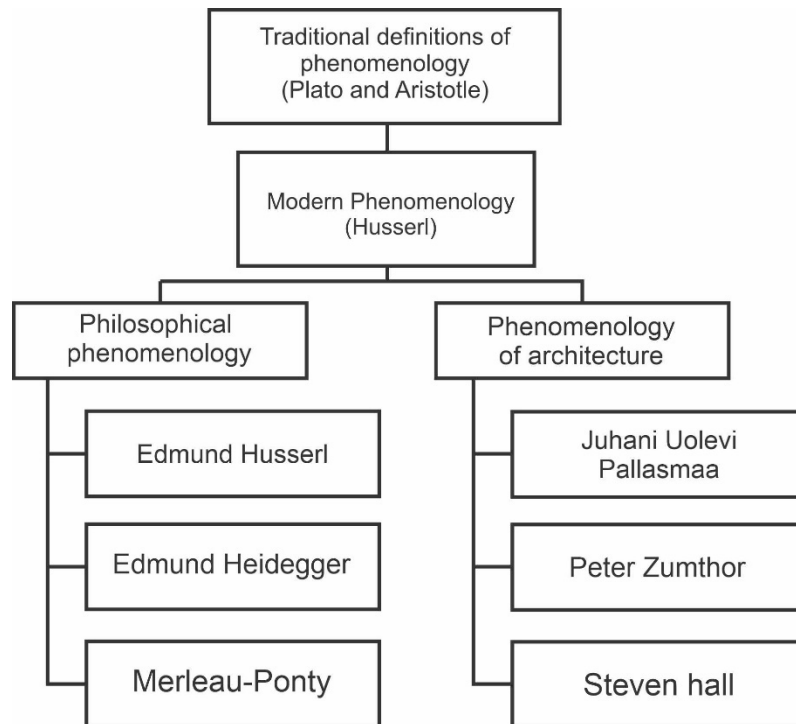 Traditional definitions of
phenomenology
(Plato and Aristotle)
Modern Phenomenology
(Husserl)
Philosophical
phenomenology
Edmund Husserl
Edmund Heidegger
Merleau-Ponty
Phenomenology
of architecture
Juhani Uolevi
Pallasmaa
Peter Zumthor
Steven hall